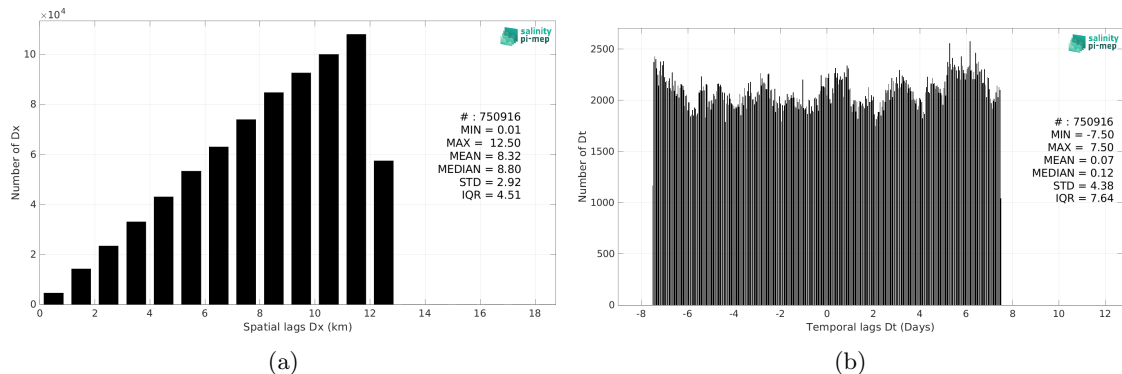 ×10⁴
10
8
6
4
2
0
Number of Dx
0 2 4 6 8 10 12 14 16 18
Spatial lags Dx (km)
salinity
pi-mep
# : 750916
MIN = 0.01
MAX = 12.50
MEAN = 8.32
MEDIAN = 8.80
STD = 2.92
IQR = 4.51
(a)
2500
2000
1500
1000
500
0
Number of Dt
-8 -6 -4 -2 0 2 4 6 8 10 12
Temporal lags Dt (Days)
salinity
pi-mep
# : 750916
MIN = -7.50
MAX = 7.50
MEAN = 0.07
MEDIAN = 0.12
STD = 4.38
IQR = 7.64
(b)